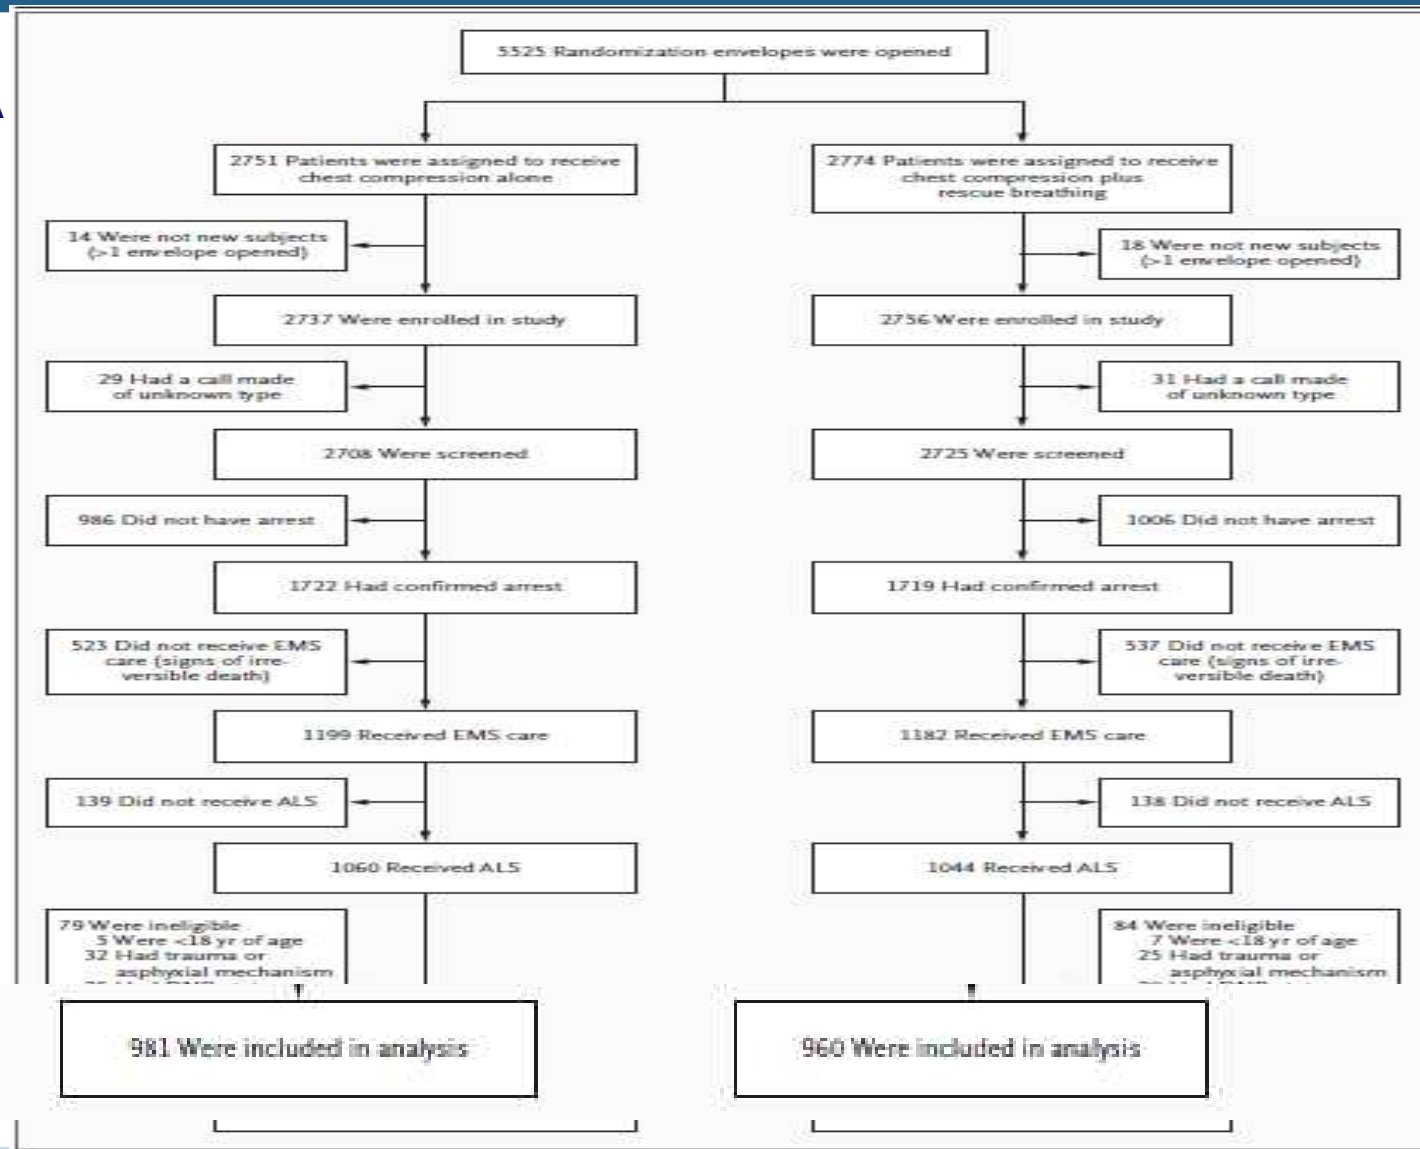 5525 Randomization envelopes were opened
2751 Patients were assigned to receive
chest compression alone
2774 Patients were assigned to receive
chest compression plus
rescue breathing
14 Were not new subjects
(>1 envelope opened)
18 Were not new subjects
(>1 envelope opened)
2737 Were enrolled in study
2756 Were enrolled in study
29 Had a call made
of unknown type
31 Had a call made
of unknown type
2708 Were screened
2725 Were screened
986 Did not have arrest
1006 Did not have arrest
1722 Had confirmed arrest
1719 Had confirmed arrest
523 Did not receive EMS
care (signs of irre-
versible death)
537 Did not receive EMS
care (signs of irre-
versible death)
1199 Received EMS care
1182 Received EMS care
139 Did not receive ALS
138 Did not receive ALS
1060 Received ALS
1044 Received ALS
79 Were ineligible
5 Were <18 yr of age
32 Had trauma or
asphyxial mechanism
84 Were ineligible
7 Were <18 yr of age
25 Had trauma or
asphyxial mechanism
981 Were included in analysis
960 Were included in analysis